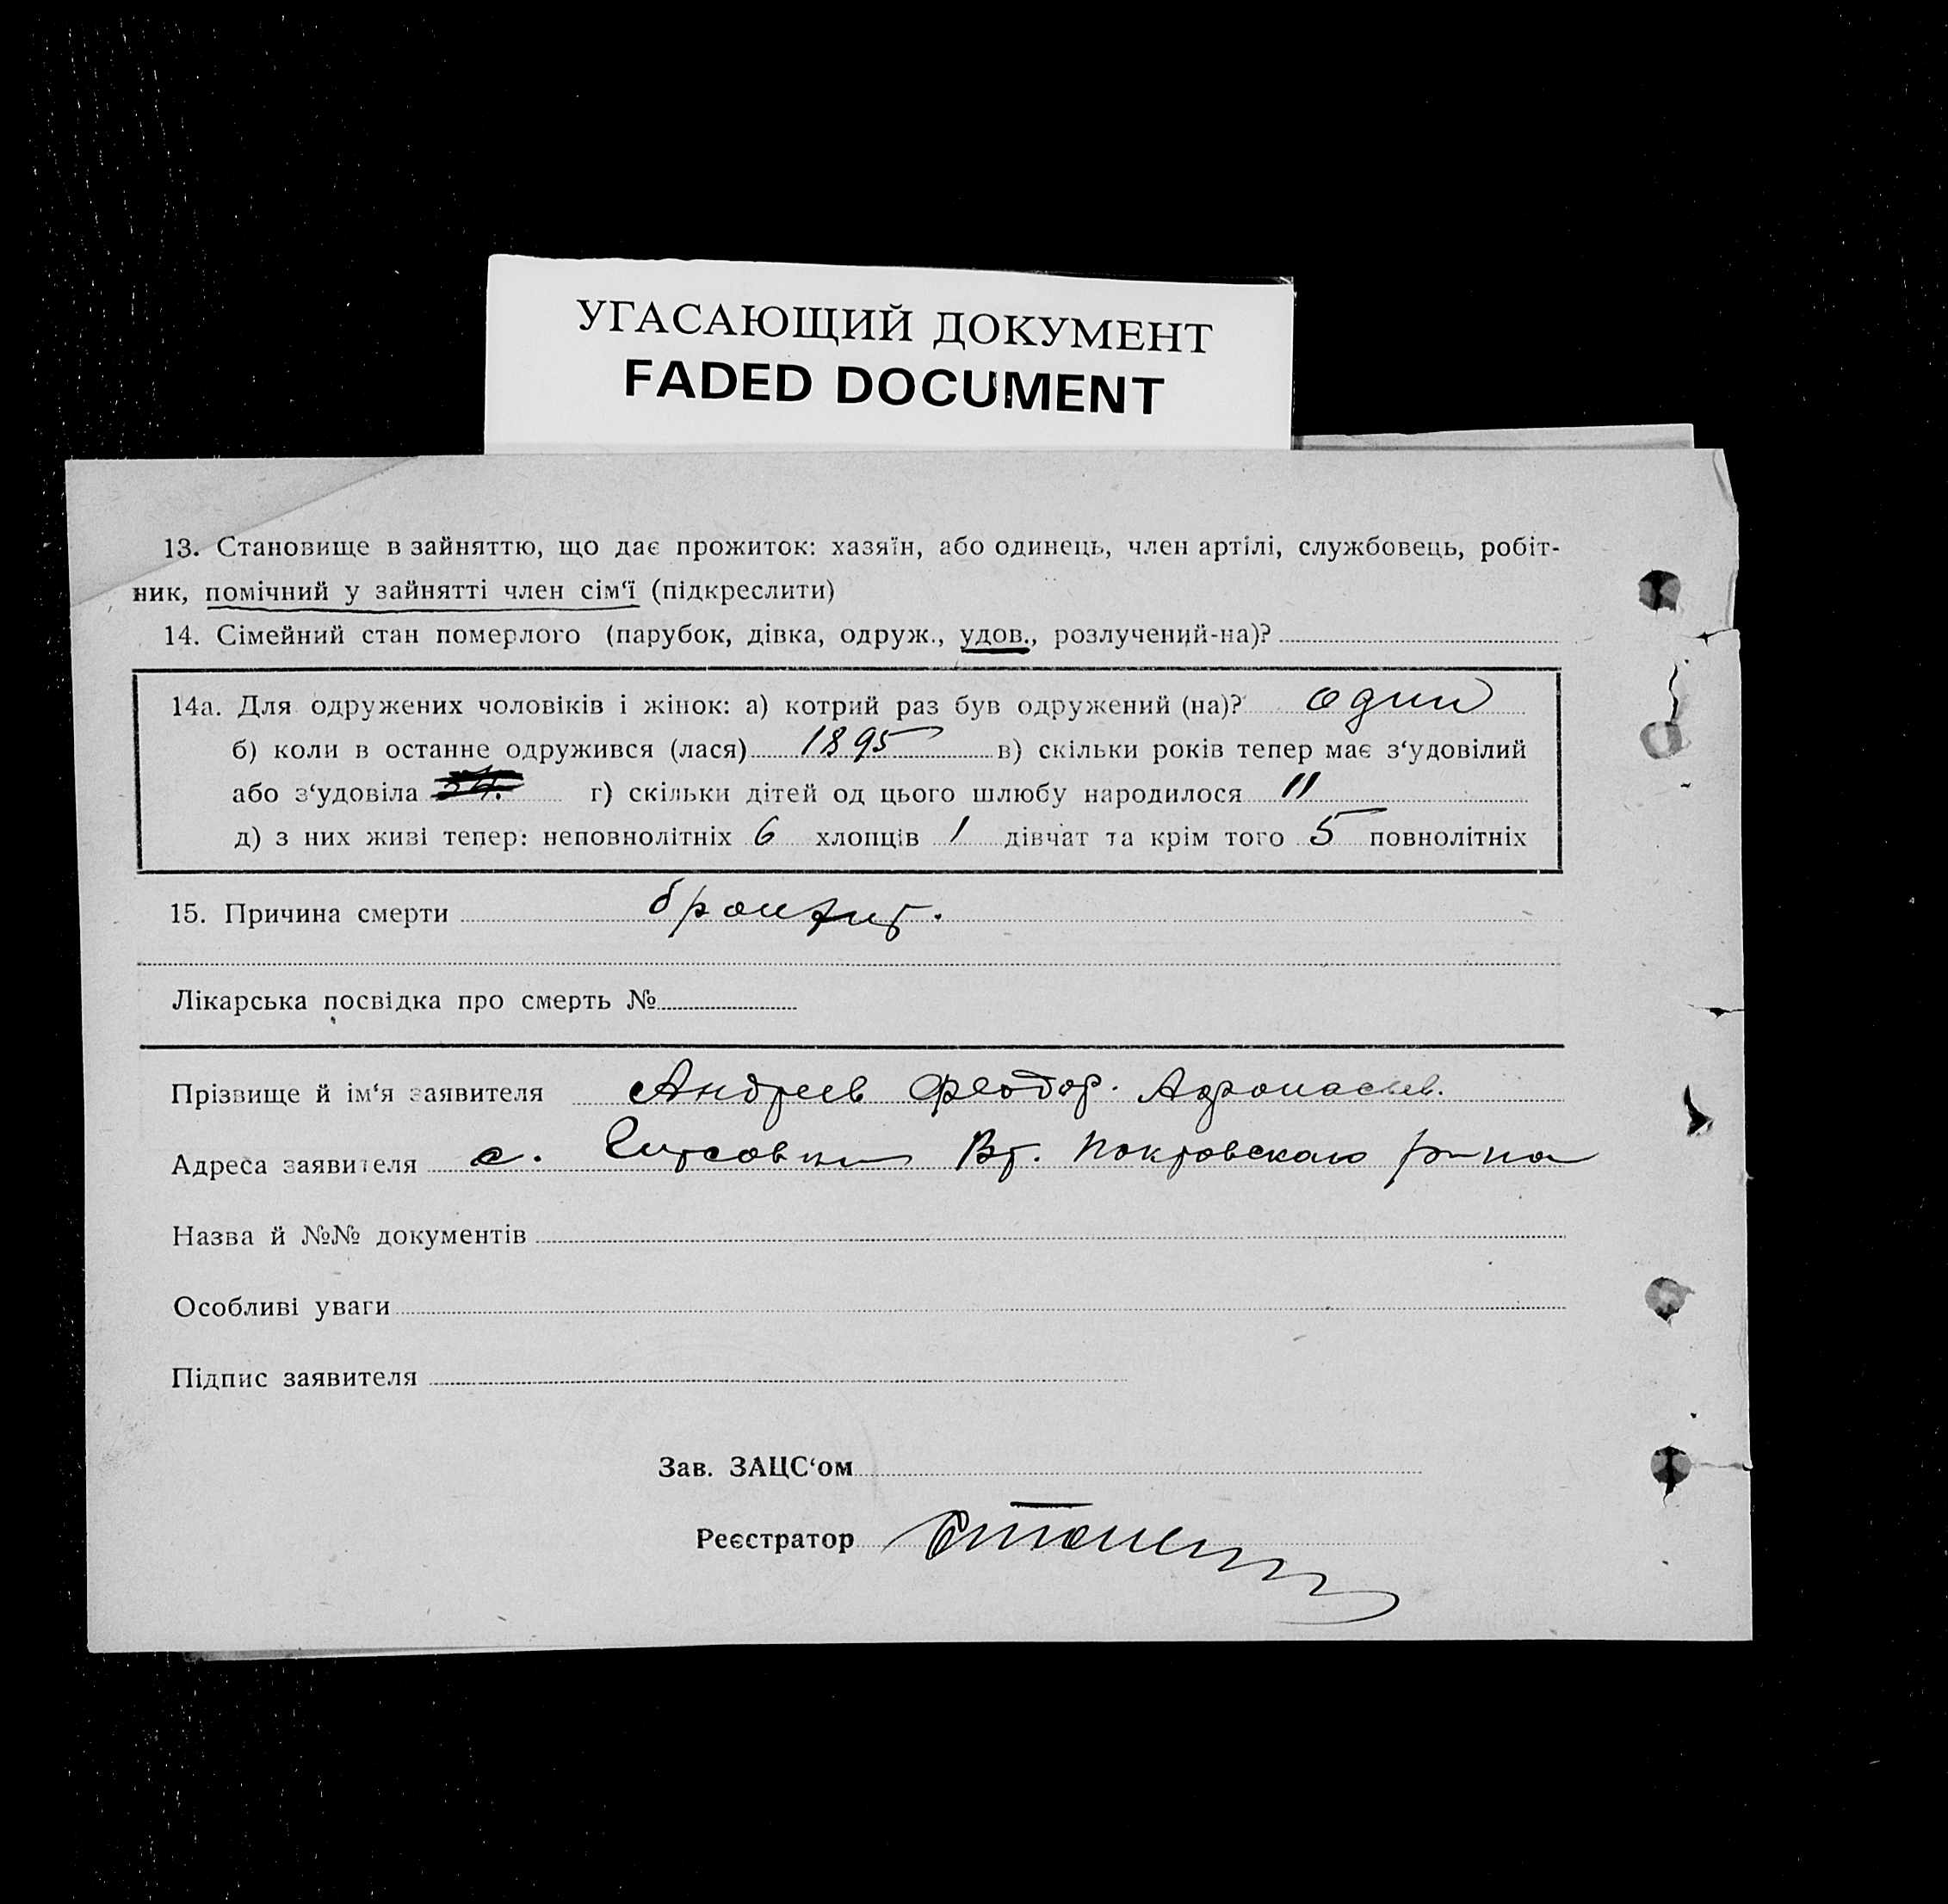 УГАСАЮЩИЙ ДОКУМЕНТ
FADED DOCUMENT
13. Становище в зайняттю, що дає прожиток: хазяїн, або одинець, член артілі, службовець, робіт-
ник, помічний у зайнятті член сім‘ї (підкреслити)
14. Сімейний стан померлого (парубок, дівка, одруж., удов., розлучений-на)?
14а. Для одружених чоловіків і жінок: а) котрий раз був одружений (на)? один
б) коли в останнє одружився (лася) 1895 в) скільки років тепер має з‘удовілий
або з‘удовіла г) скільки дітей од цього шлюбу народилося 11
д) з них живі тепер: неповнолітніх 6 хлопців 1 дівчат та крім того 5 повнолітніх
15. Причина смерти бронхит.
Лікарська посвідка про смерть №
Прізвище й ім‘я заявителя Андреев Феодор. Афонасьев.
Адреса заявителя с. Вр. Покровскаго р-на
Назва й №№ документів
Особливі уваги
Підпис заявителя
Зав. ЗАЦС‘ом
Реєстратор